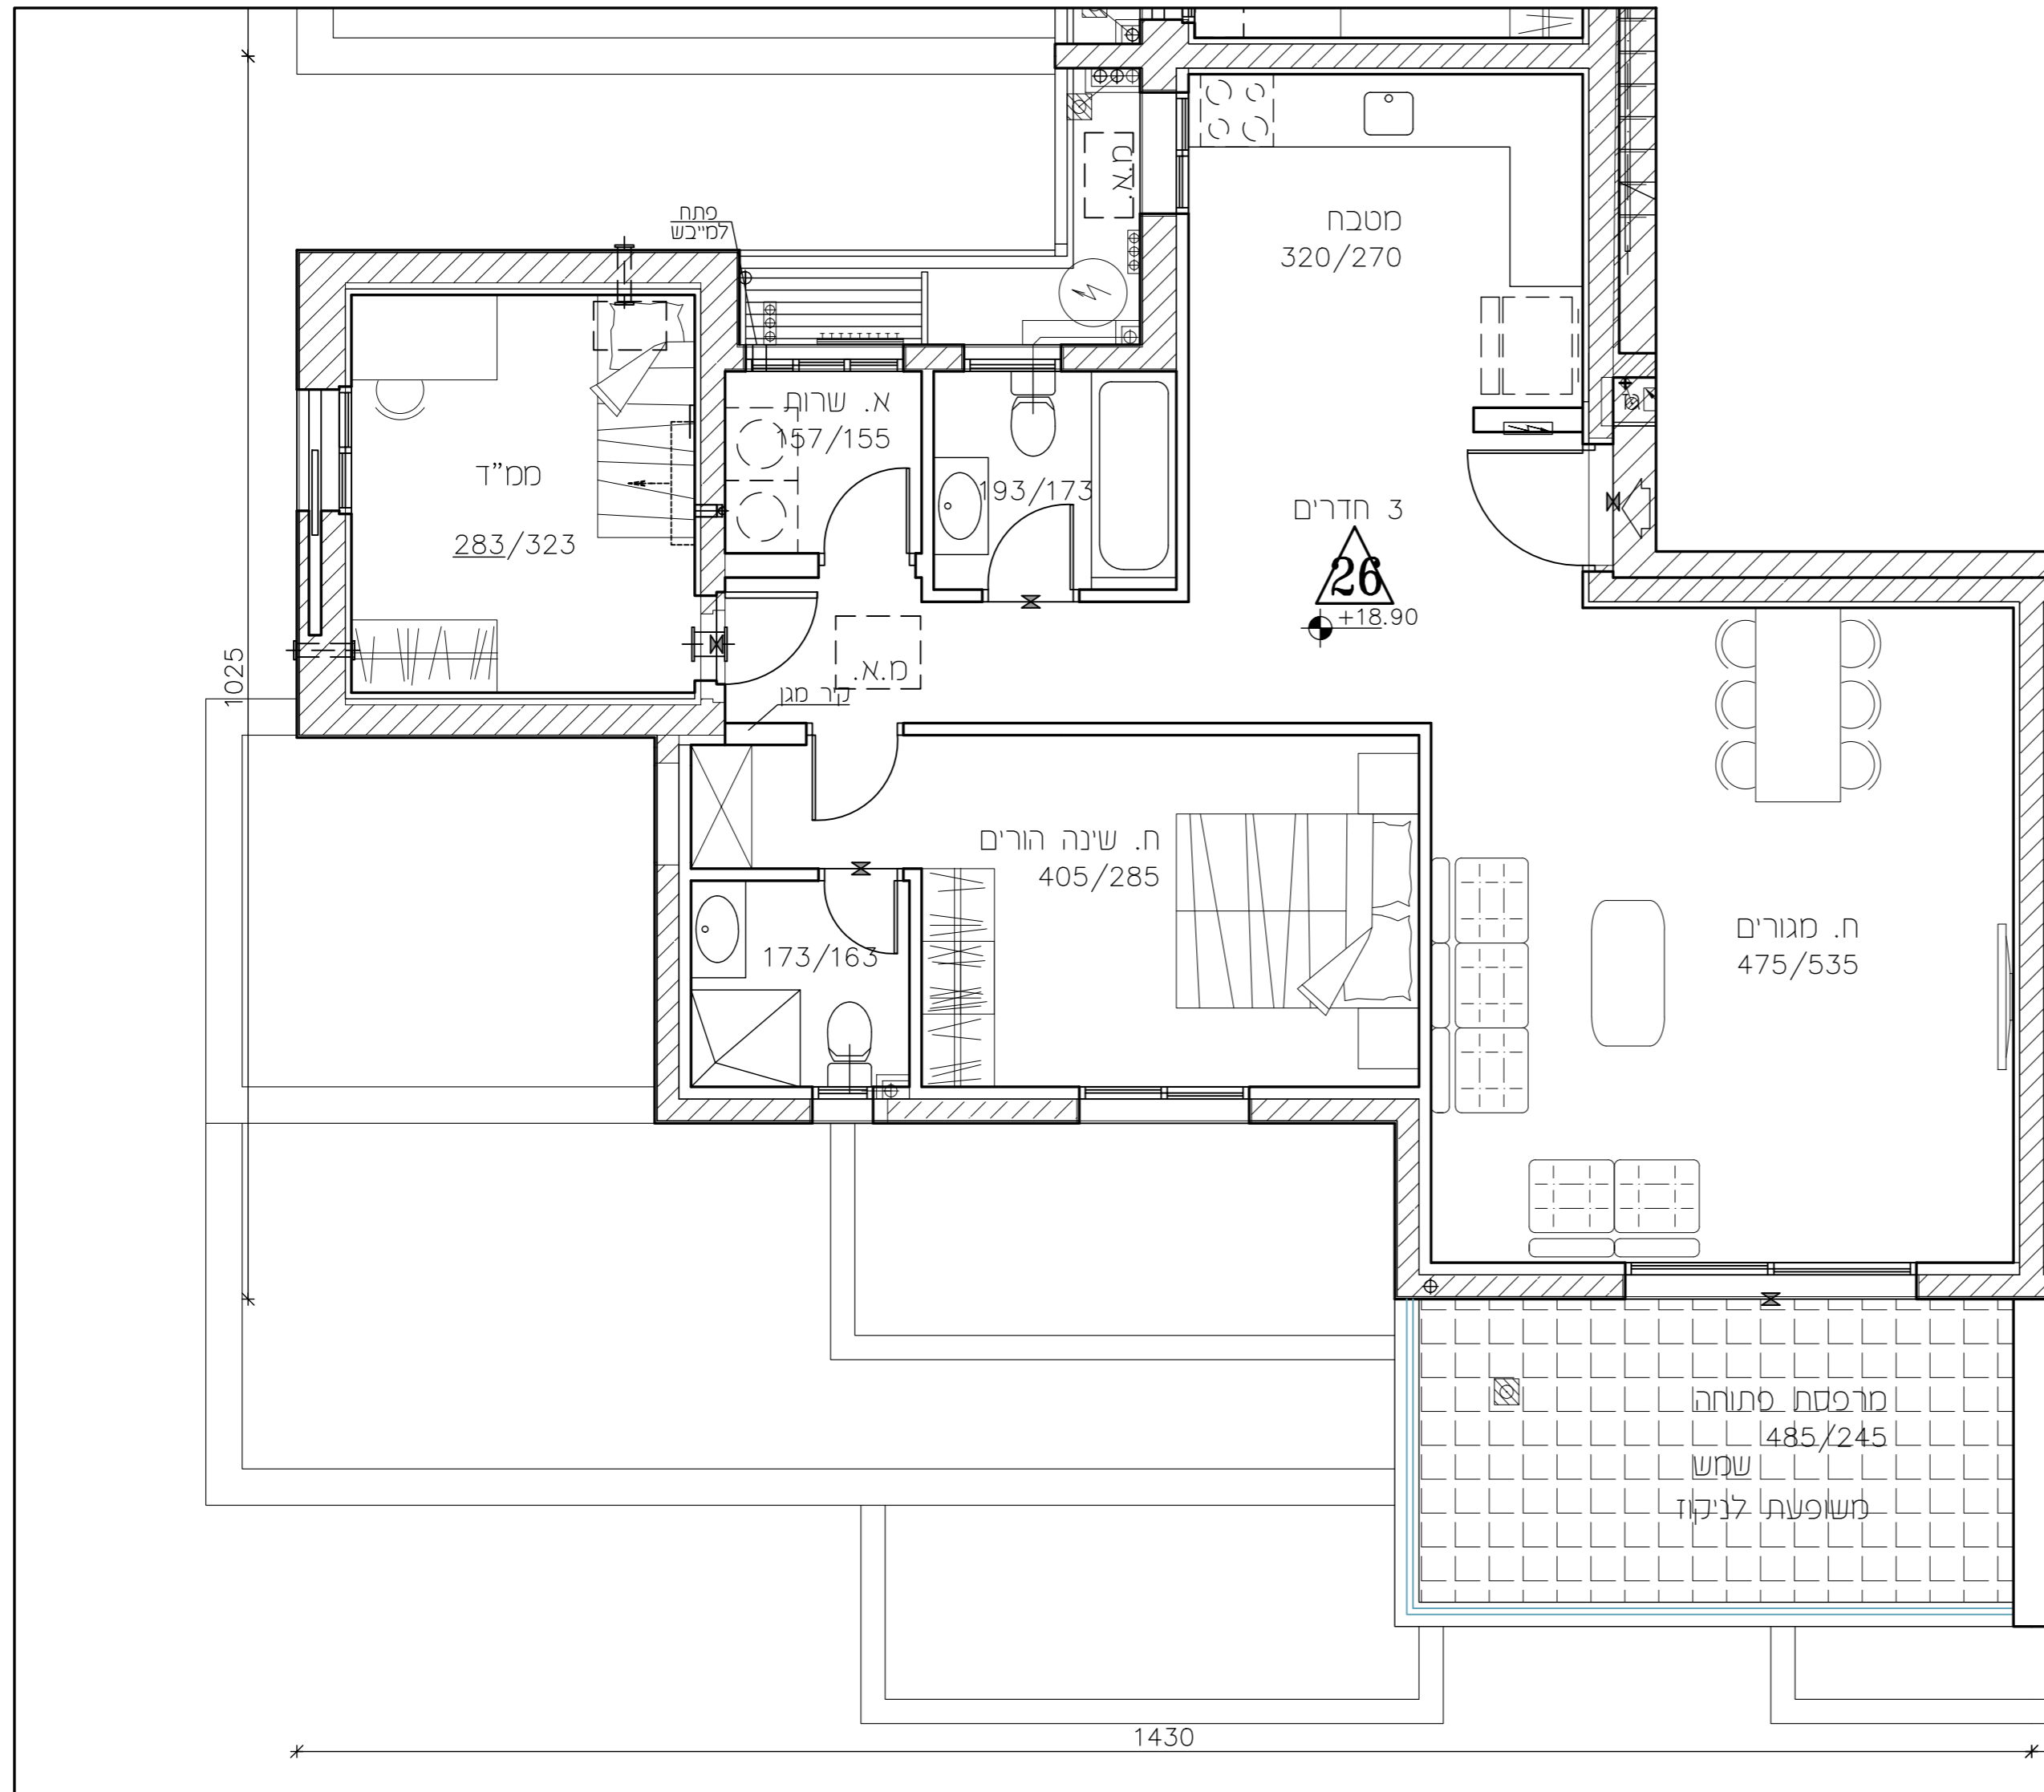 מ.א.
מטבח
320/270
פתח
למייבש
א. שרות
157/155
193/173
ממ"ד
283/323
3 חדרים
26
+18.90
1025
מ.א.
קיר מגן
ח. שינה הורים
405/285
173/163
ח. מגורים
475/535
מרפסת פתוחה
485/245
שמש
משופעת לניקוז
1430